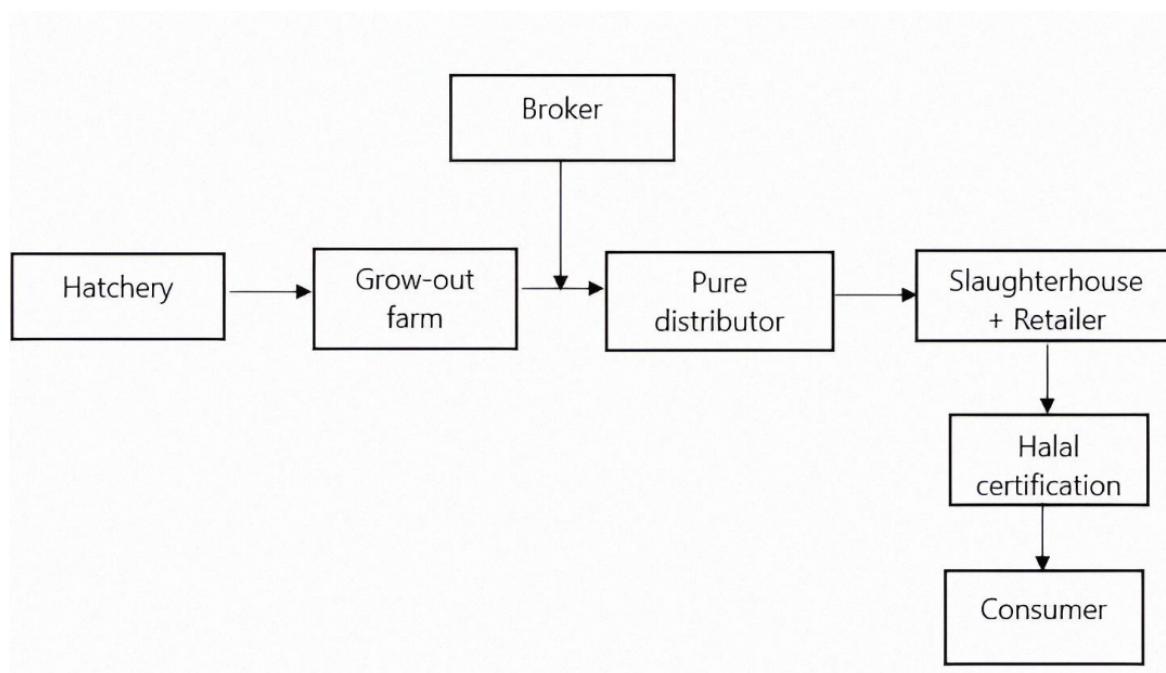 Broker
Hatchery
Grow-out
farm
Pure
distributor
Slaughterhouse
+ Retailer
Halal
certification
Consumer